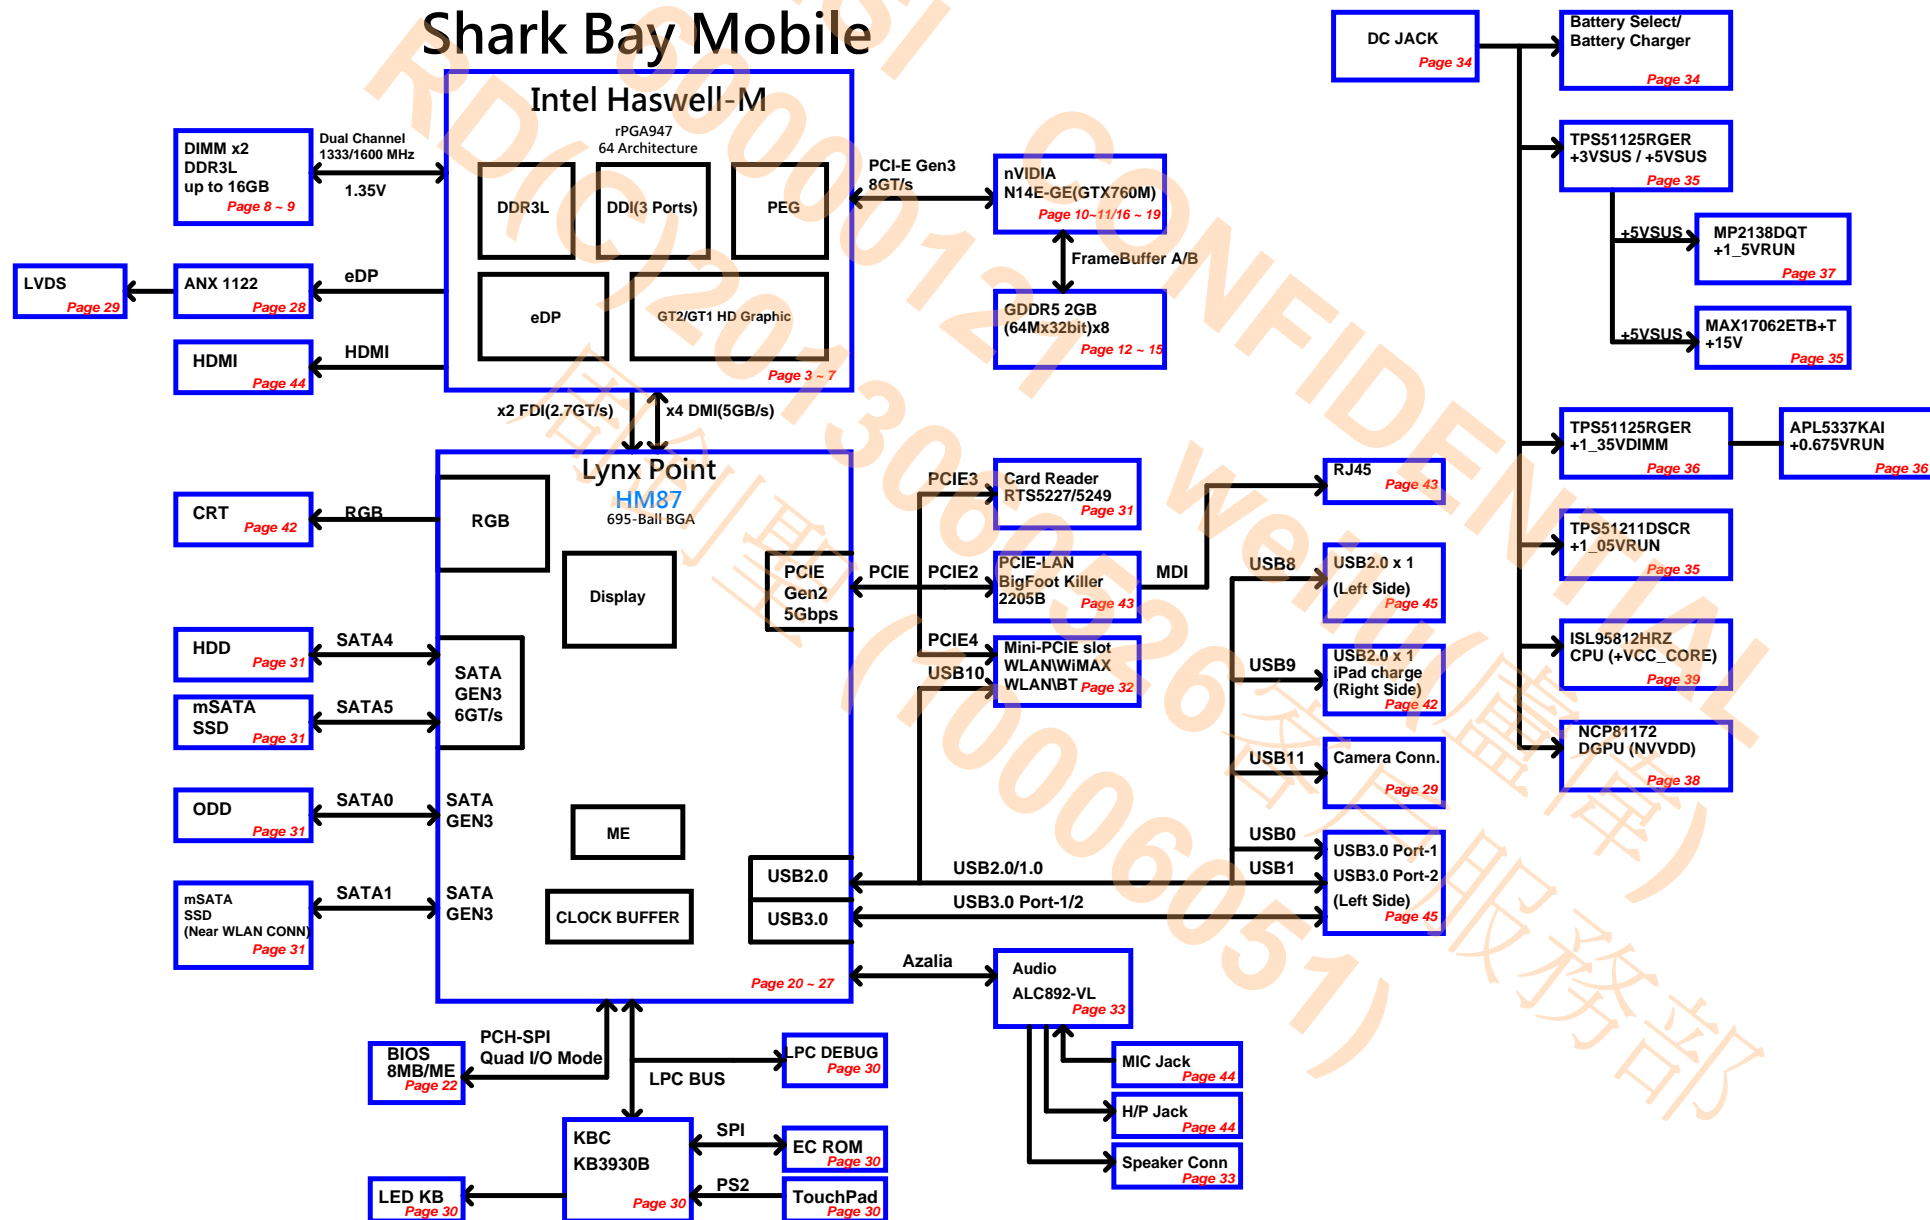 Shark Bay Mobile
Intel Haswell-M
rPGA947
64 Architecture
DDR3L
DDI(3 Ports)
PEG
eDP
GT2/GT1 HD Graphic
Page 3 ~ 7
DIMM x2
DDR3L
up to 16GB
Page 8 ~ 9
Dual Channel
1333/1600 MHz
1.35V
LVDS
Page 29
ANX 1122
Page 28
eDP
HDMI
Page 44
HDMI
PCI-E Gen3
8GT/s
nVIDIA
N14E-GE(GTX760M)
Page 10~11/16 ~ 19
FrameBuffer A/B
GDDR5 2GB
(64Mx32bit)x8
Page 12 ~ 15
x2 FDI(2.7GT/s)
x4 DMI(5GB/s)
Lynx Point
HM87
695-Ball BGA
RGB
Display
PCIE
Gen2
5Gbps
SATA
GEN3
6GT/s
SATA
GEN3
SATA
GEN3
ME
CLOCK BUFFER
USB2.0
USB3.0
Page 20 ~ 27
CRT
Page 42
RGB
HDD
Page 31
SATA4
mSATA
SSD
Page 31
SATA5
ODD
Page 31
SATA0
mSATA
SSD
(Near WLAN CONN)
Page 31
SATA1
PCIE
PCIE3
Card Reader
RTS5227/5249
Page 31
PCIE2
PCIE-LAN
BigFoot Killer
2205B
Page 43
MDI
RJ45
Page 43
PCIE4
USB10
Mini-PCIE slot
WLAN\WiMAX
WLAN\BT
Page 32
USB8
USB2.0 x 1
(Left Side)
Page 45
USB9
USB2.0 x 1
iPad charge
(Right Side)
Page 42
USB11
Camera Conn.
Page 29
USB0
USB1
USB3.0 Port-1
USB3.0 Port-2
(Left Side)
Page 45
USB2.0/1.0
USB3.0 Port-1/2
Azalia
Audio
ALC892-VL
Page 33
MIC Jack
Page 44
H/P Jack
Page 44
Speaker Conn
Page 33
PCH-SPI
Quad I/O Mode
BIOS
8MB/ME
Page 22
LPC BUS
LPC DEBUG
Page 30
KBC
KB3930B
Page 30
SPI
EC ROM
Page 30
PS2
TouchPad
Page 30
LED KB
Page 30
DC JACK
Page 34
Battery Select/
Battery Charger
Page 34
TPS51125RGER
+3VSUS / +5VSUS
Page 35
+5VSUS
MP2138DQT
+1_5VRUN
Page 37
+5VSUS
MAX17062ETB+T
+15V
Page 35
TPS51125RGER
+1_35VDIMM
Page 36
APL5337KAI
+0.675VRUN
Page 36
TPS51211DSCR
+1_05VRUN
Page 35
ISL95812HRZ
CPU (+VCC_CORE)
Page 39
NCP81172
DGPU (NVVDD)
Page 38
CONFIDENTIAL
weilu(盧偉)
客戶服務部